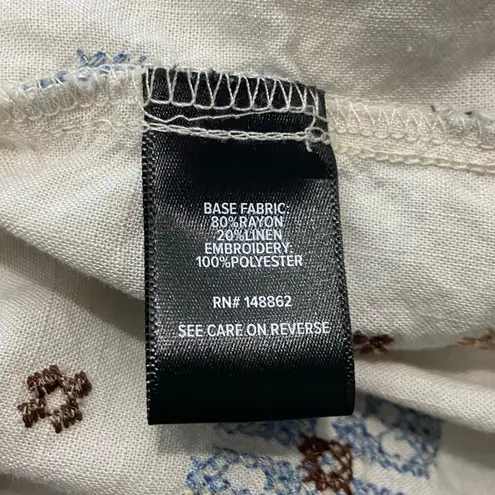 BASE FABRIC:
80%RAYON
20%LINEN
EMBROIDERY:
100%POLYESTER
RN# 148862
SEE CARE ON REVERSE